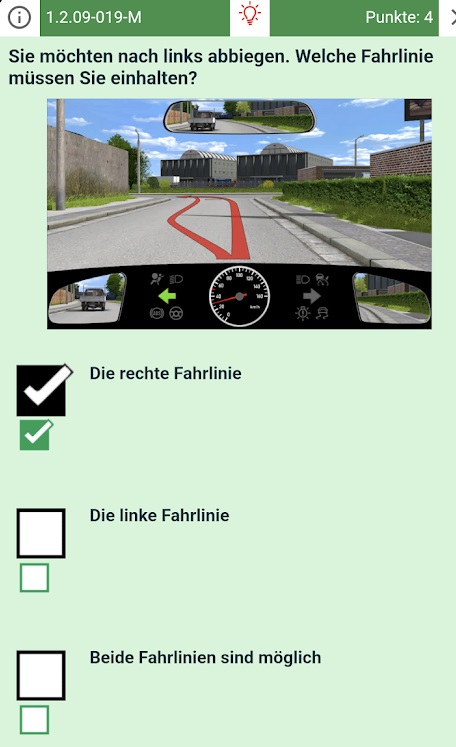 1.2.09-019-M
Punkte: 4
Sie möchten nach links abbiegen. Welche Fahrlinie
müssen Sie einhalten?
Die rechte Fahrlinie
Die linke Fahrlinie
Beide Fahrlinien sind möglich